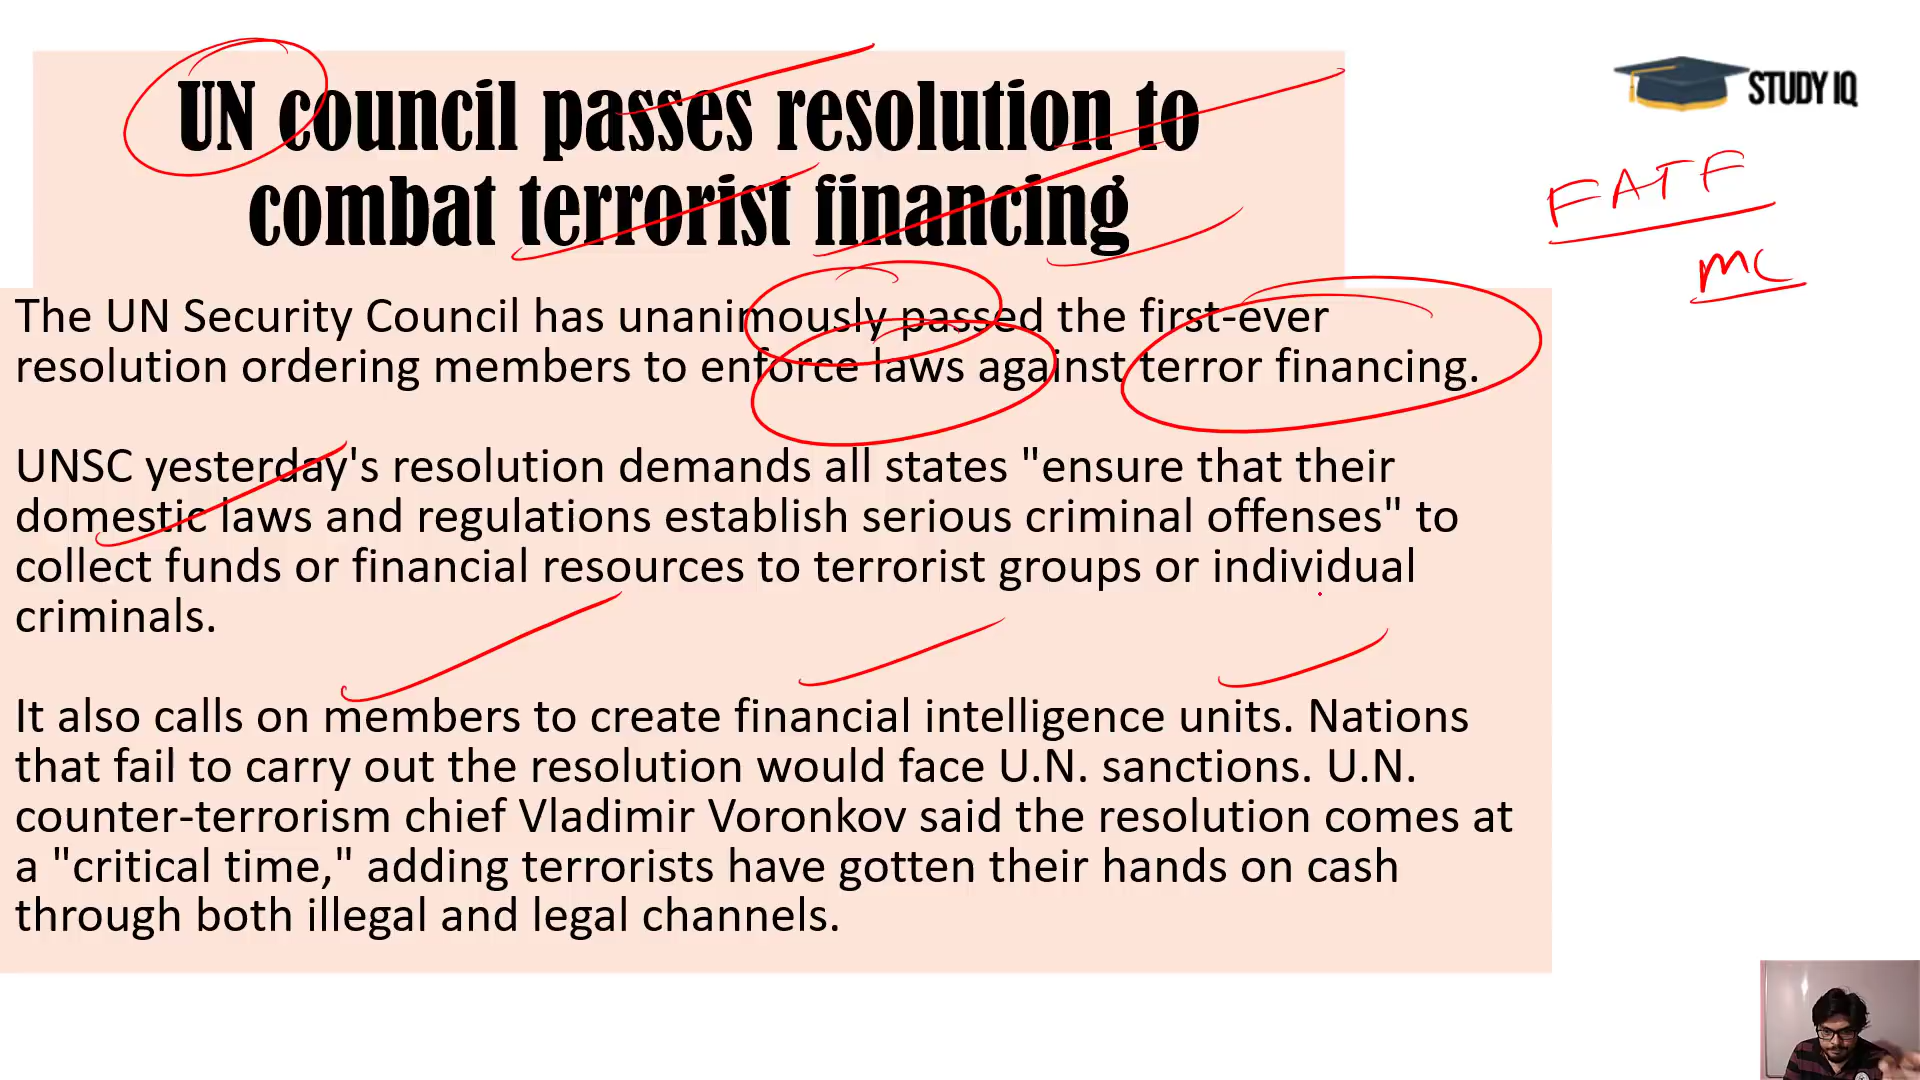 UN council passes resolution to
combat terrorist financing
STUDY IQ
FATF
MC
The UN Security Council has unanimously passed the first-ever
resolution ordering members to enforce laws against terror financing.
UNSC yesterday's resolution demands all states "ensure that their
domestic laws and regulations establish serious criminal offenses" to
collect funds or financial resources to terrorist groups or individual
criminals.
It also calls on members to create financial intelligence units. Nations
that fail to carry out the resolution would face U.N. sanctions. U.N.
counter-terrorism chief Vladimir Voronkov said the resolution comes at
a "critical time," adding terrorists have gotten their hands on cash
through both illegal and legal channels.